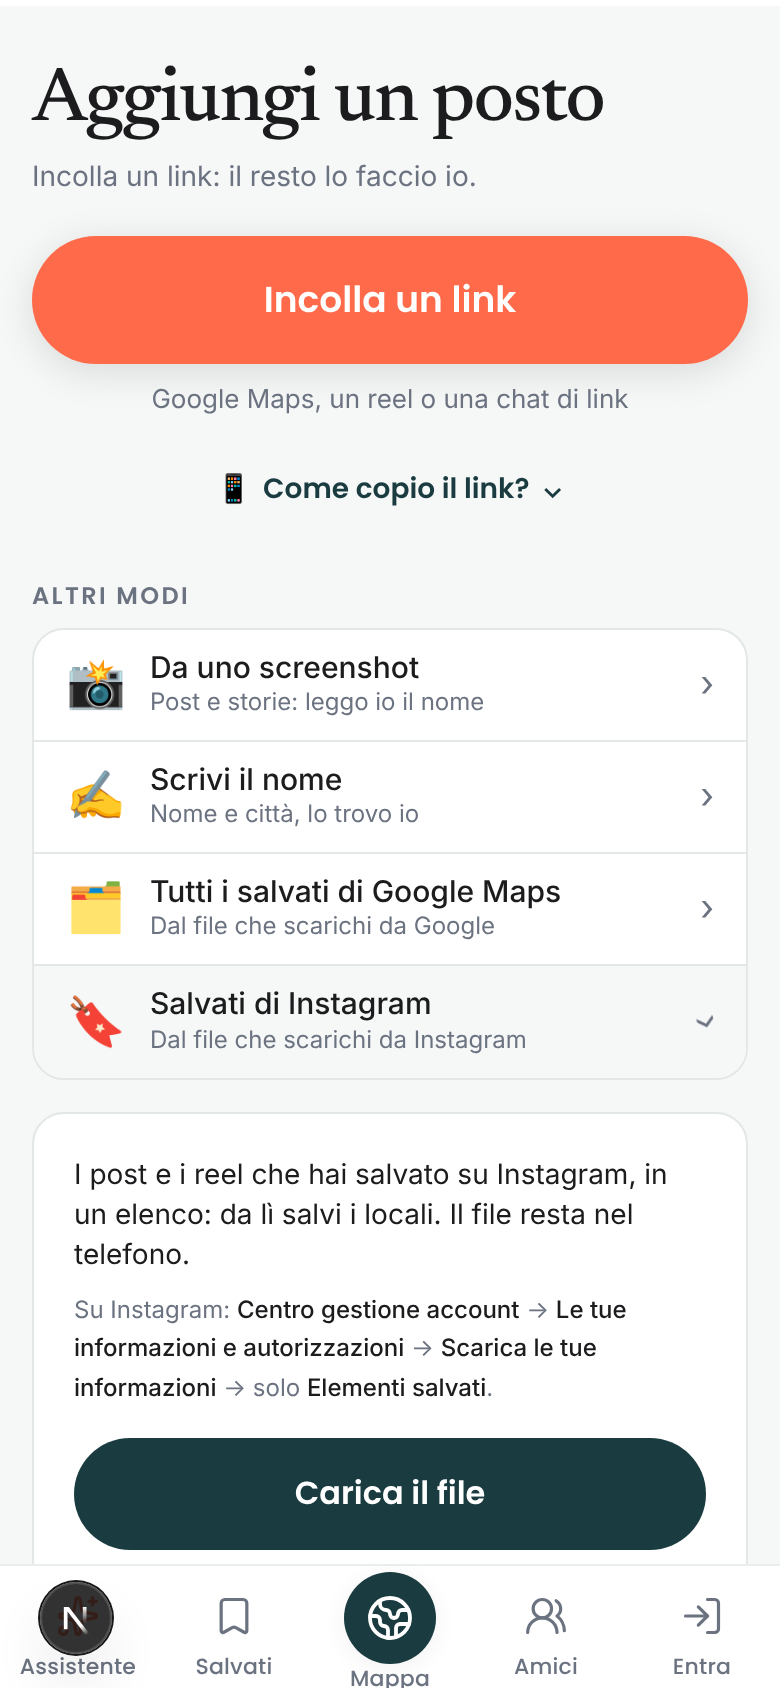 Aggiungi un posto
Incolla un link: il resto lo faccio io.
Incolla un link
Google Maps, un reel o una chat di link
Come copio il link?
ALTRI MODI
Da uno screenshot
Post e storie: leggo io il nome
Scrivi il nome
Nome e città, lo trovo io
Tutti i salvati di Google Maps
Dal file che scarichi da Google
Salvati di Instagram
Dal file che scarichi da Instagram
I post e i reel che hai salvato su Instagram, in
un elenco: da lì salvi i locali. Il file resta nel
telefono.
Su Instagram: Centro gestione account → Le tue
informazioni e autorizzazioni → Scarica le tue
informazioni → solo Elementi salvati.
Carica il file
N
Assistente
Salvati
Mappa
Amici
Entra